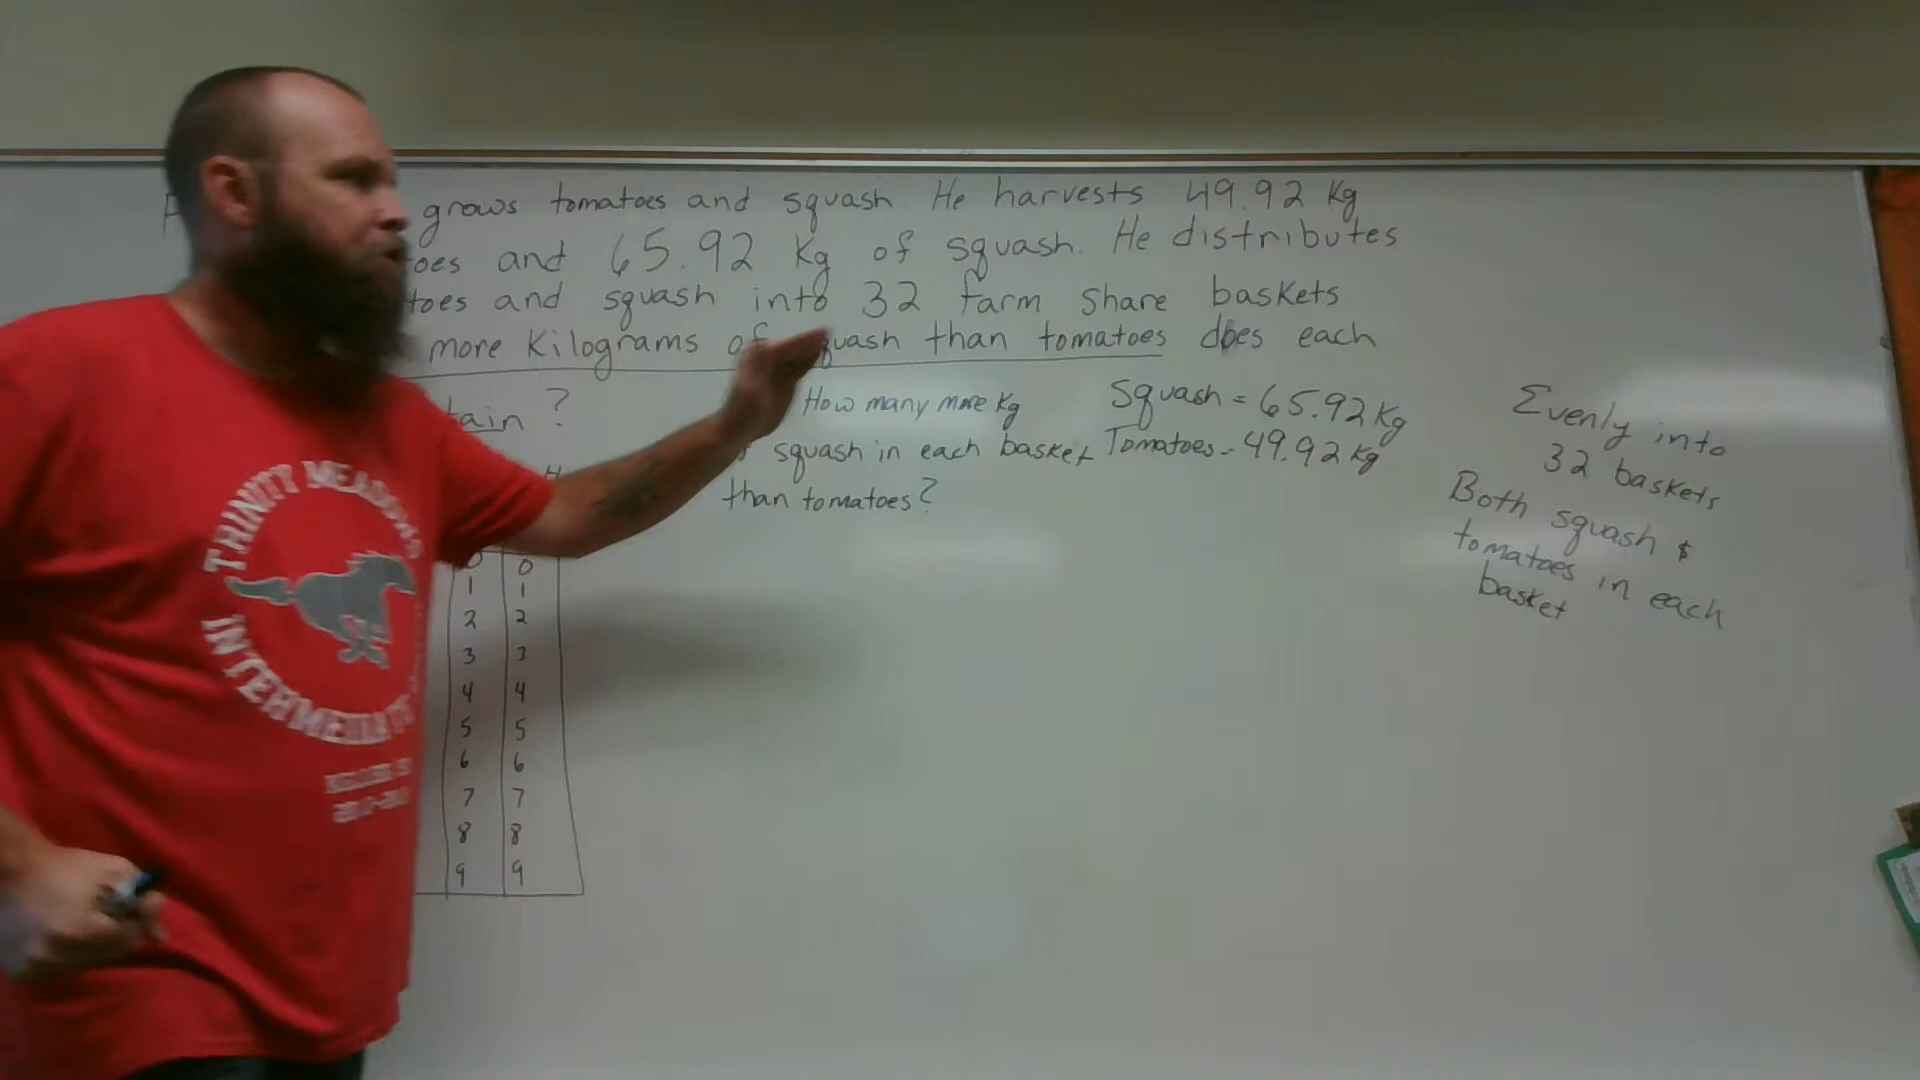 grows tomatoes and squash He harvests 49.92 Kg
toes and 65.92 Kg of squash. He distributes
toes and squash into 32 farm share baskets
more Kilograms of squash than tomatoes does each
tain ?
How many more Kg
squash in each basket
than tomatoes?
Squash = 65.92 Kg
Tomatoes = 49.92 Kg
Evenly into
32 baskets
Both squash &
tomatoes in each
basket
H
0 0
1 1
2 2
3 3
4 4
5 5
6 6
7 7
8 8
9 9
TRINITY MEADOWS
INTERMEDIATE